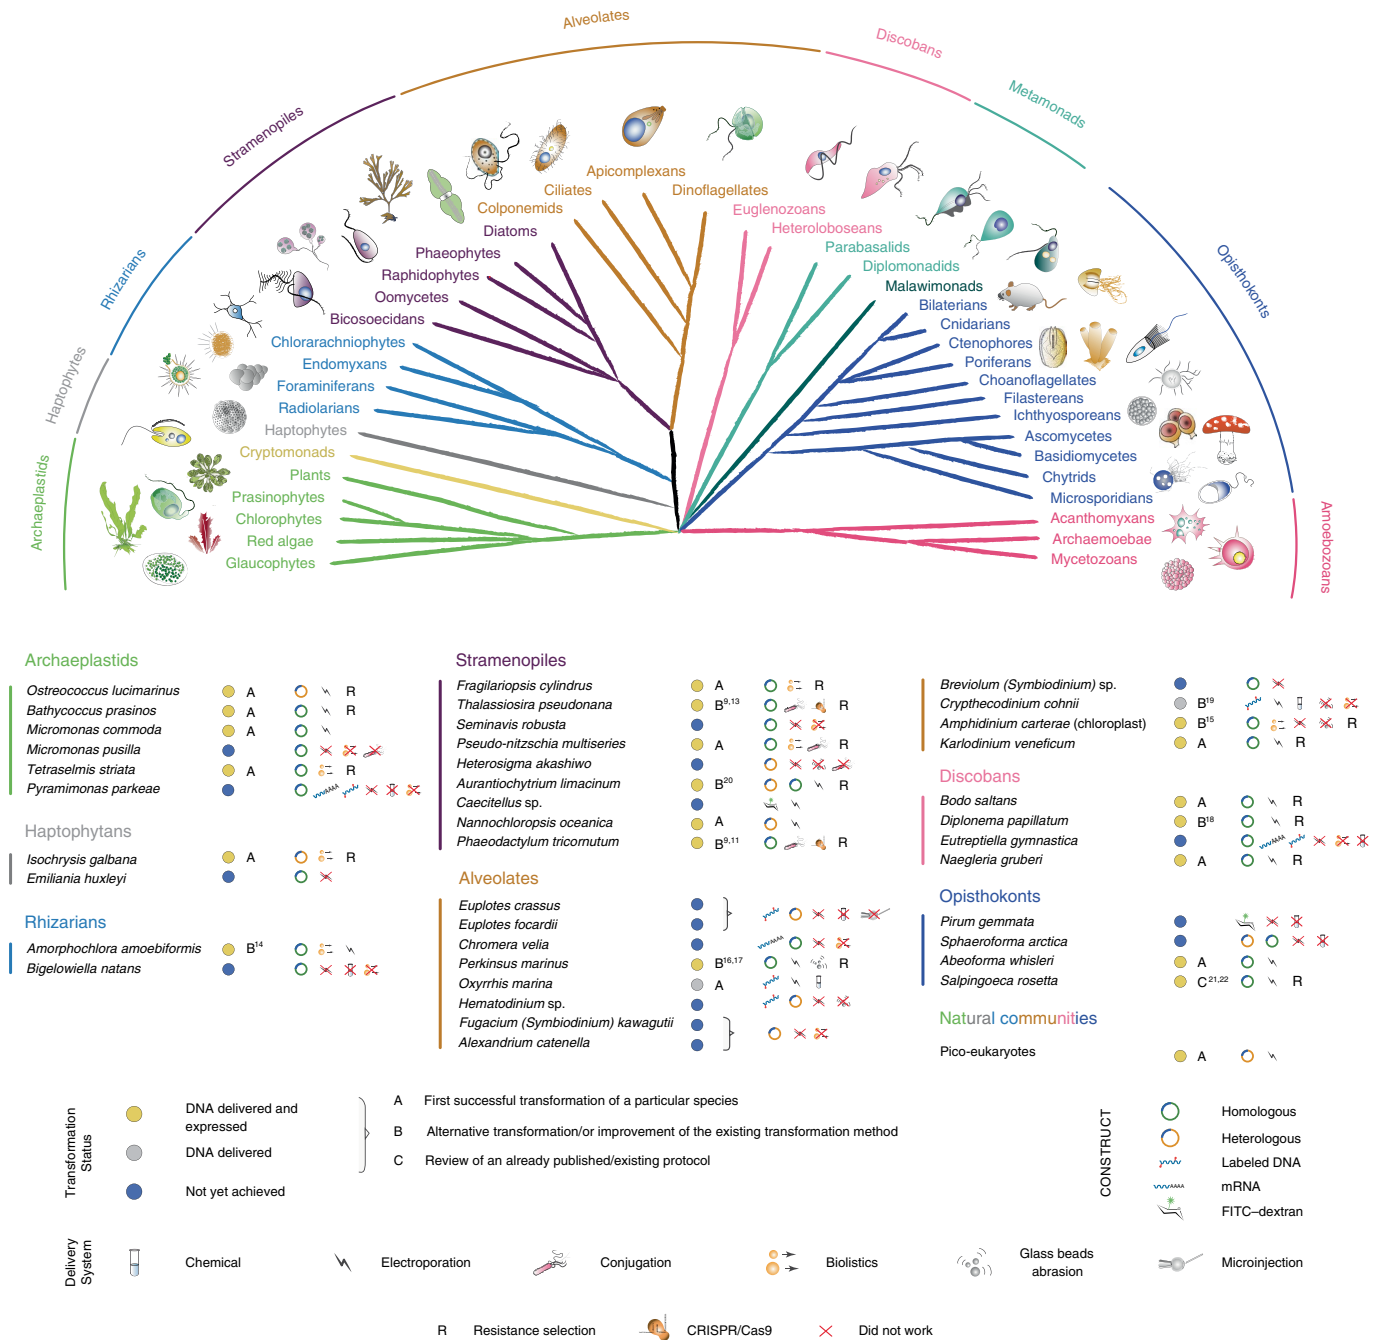 Alveolates
Discobans
Metamonads
Stramenopiles
Rhizarians
Haptophytes
Archaeplastids
Opisthokonts
Amoebozoans
Apicomplexans
Ciliates
Dinoflagellates
Colponemids
Euglenozoans
Diatoms
Heteroloboseans
Phaeophytes
Parabasalids
Raphidophytes
Diplomonadids
Oomycetes
Malawimonads
Bicosoecidans
Bilaterians
Chlorarachniophytes
Cnidarians
Endomyxans
Ctenophores
Foraminiferans
Poriferans
Radiolarians
Choanoflagellates
Haptophytes
Filastereans
Cryptomonads
Ichthyosporeans
Plants
Ascomycetes
Prasinophytes
Basidiomycetes
Chlorophytes
Chytrids
Red algae
Microsporidians
Glaucophytes
Acanthomyxans
Archaemoebae
Mycetozoans
Archaeplastids
Ostreococcus lucimarinus A R
Bathycoccus prasinos A R
Micromonas commoda A
Micromonas pusilla
Tetraselmis striata A R
Pyramimonas parkeae AAAA
Haptophytans
Isochrysis galbana A R
Emiliania huxleyi
Rhizarians
Amorphochlora amoebiformis B14
Bigelowiella natans
Stramenopiles
Fragilariopsis cylindrus A R
Thalassiosira pseudonana B9,13 R
Seminavis robusta
Pseudo-nitzschia multiseries A R
Heterosigma akashiwo
Aurantiochytrium limacinum B20 R
Caecitellus sp.
Nannochloropsis oceanica A
Phaeodactylum tricornutum B9,11 R
Alveolates
Euplotes crassus
Euplotes focardii
Chromera velia AAAA
Perkinsus marinus B16,17 R
Oxyrrhis marina A
Hematodinium sp.
Fugacium (Symbiodinium) kawagutii
Alexandrium catenella
Breviolum (Symbiodinium) sp.
Crypthecodinium cohnii B19
Amphidinium carterae (chloroplast) B15 R
Karlodinium veneficum A R
Discobans
Bodo saltans A R
Diplonema papillatum B18 R
Eutreptiella gymnastica AAAA
Naegleria gruberi A R
Opisthokonts
Pirum gemmata
Sphaeroforma arctica
Abeoforma whisleri A
Salpingoeca rosetta C21,22 R
Natural communities
Pico-eukaryotes A
Transformation
Status
DNA delivered and
expressed
DNA delivered
Not yet achieved
A First successful transformation of a particular species
B Alternative transformation/or improvement of the existing transformation method
C Review of an already published/existing protocol
CONSTRUCT
Homologous
Heterologous
Labeled DNA
AAAA mRNA
FITC–dextran
Delivery
System
Chemical
Electroporation
Conjugation
Biolistics
Glass beads
abrasion
Microinjection
R Resistance selection
CRISPR/Cas9
Did not work